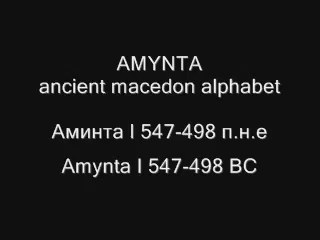 AMYNTA
ancient macedon alphabet
Аминта I 547-498 п.н.е
Amynta I 547-498 BC